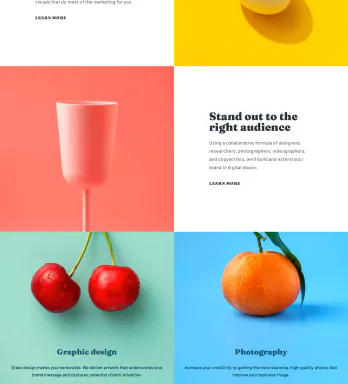 visuals that do most of the marketing for you.
LEARN MORE
Stand out to the
right audience
Using a collaborative formula of designers,
researchers, photographers, videographers,
and copywriters, we'll build and extend your
brand in digital places.
LEARN MORE
Graphic design
Great design makes you memorable. We deliver artwork that underscores your
brand message and captures potential clients' attention.
Photography
Increase your credibility by getting the most stunning, high-quality photos that
improve your business image.